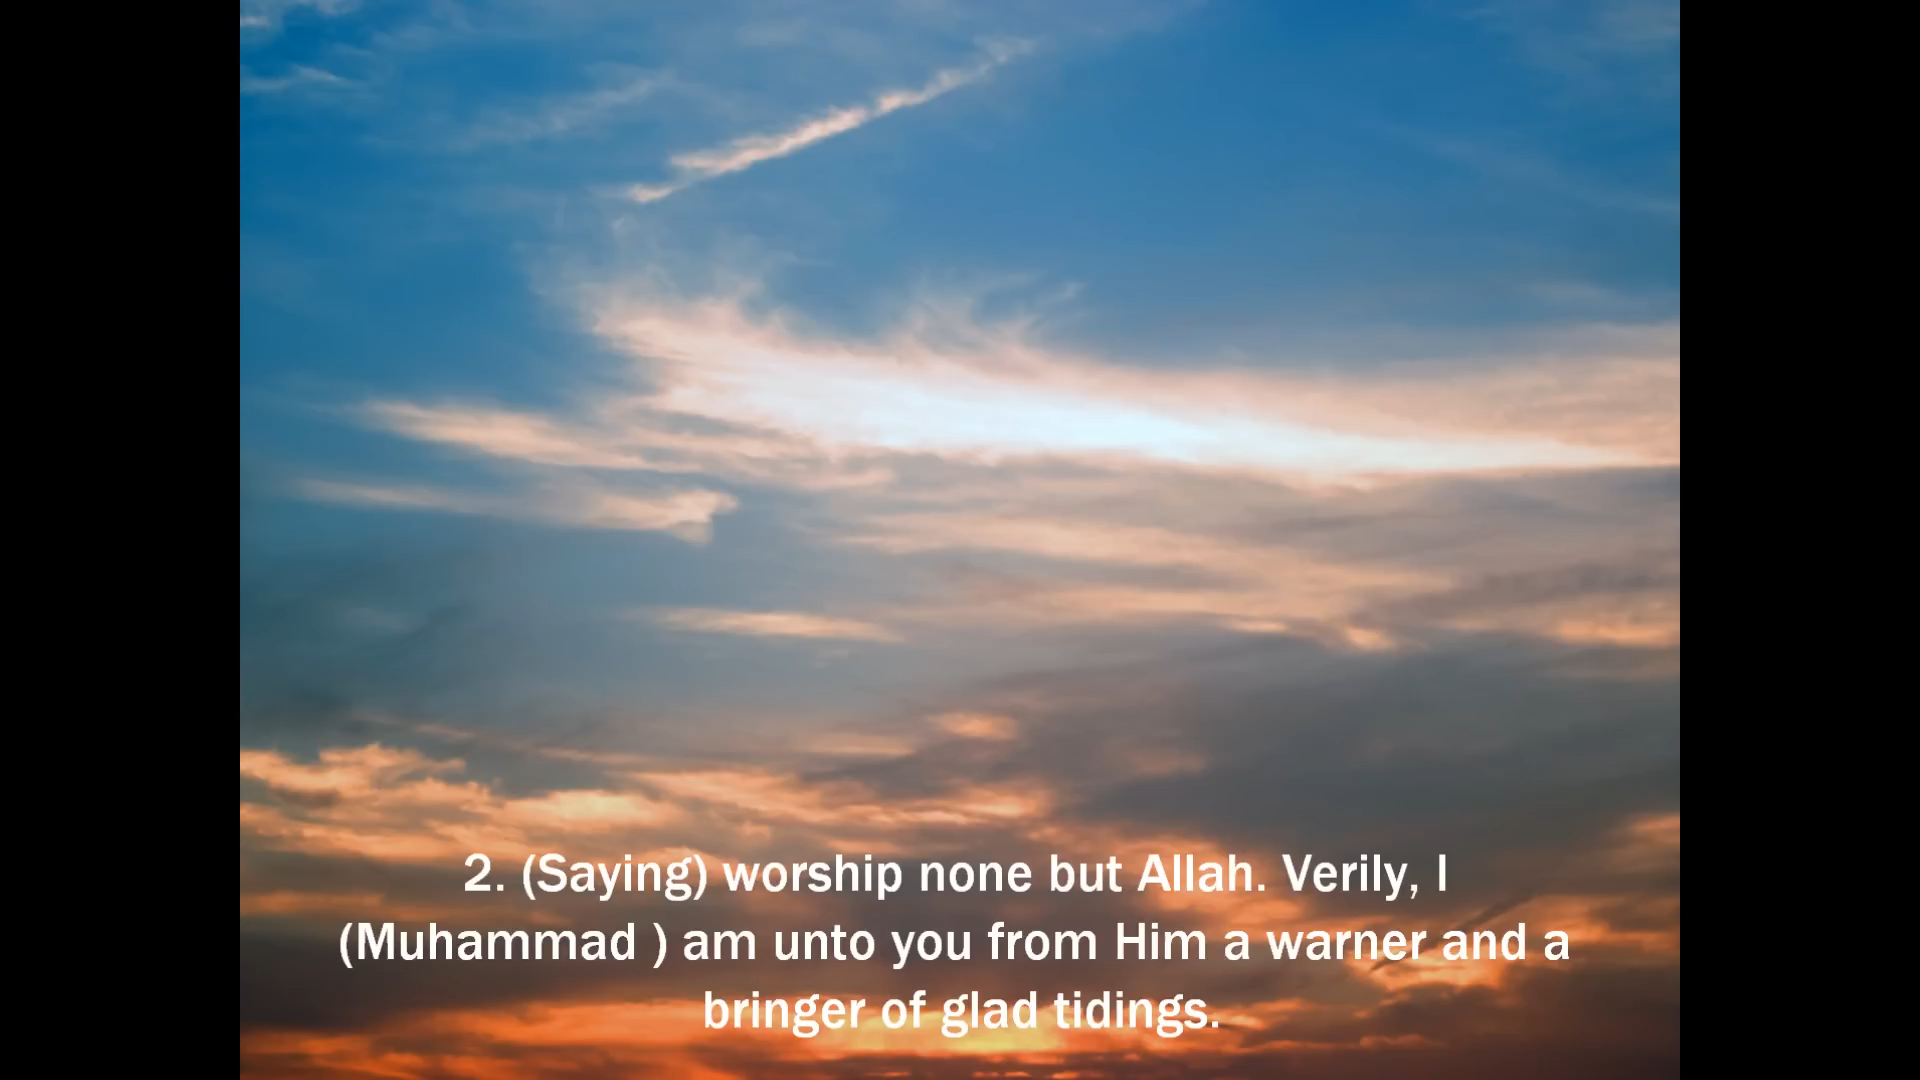 2. (Saying) worship none but Allah. Verily, I
(Muhammad ) am unto you from Him a warner and a
bringer of glad tidings.